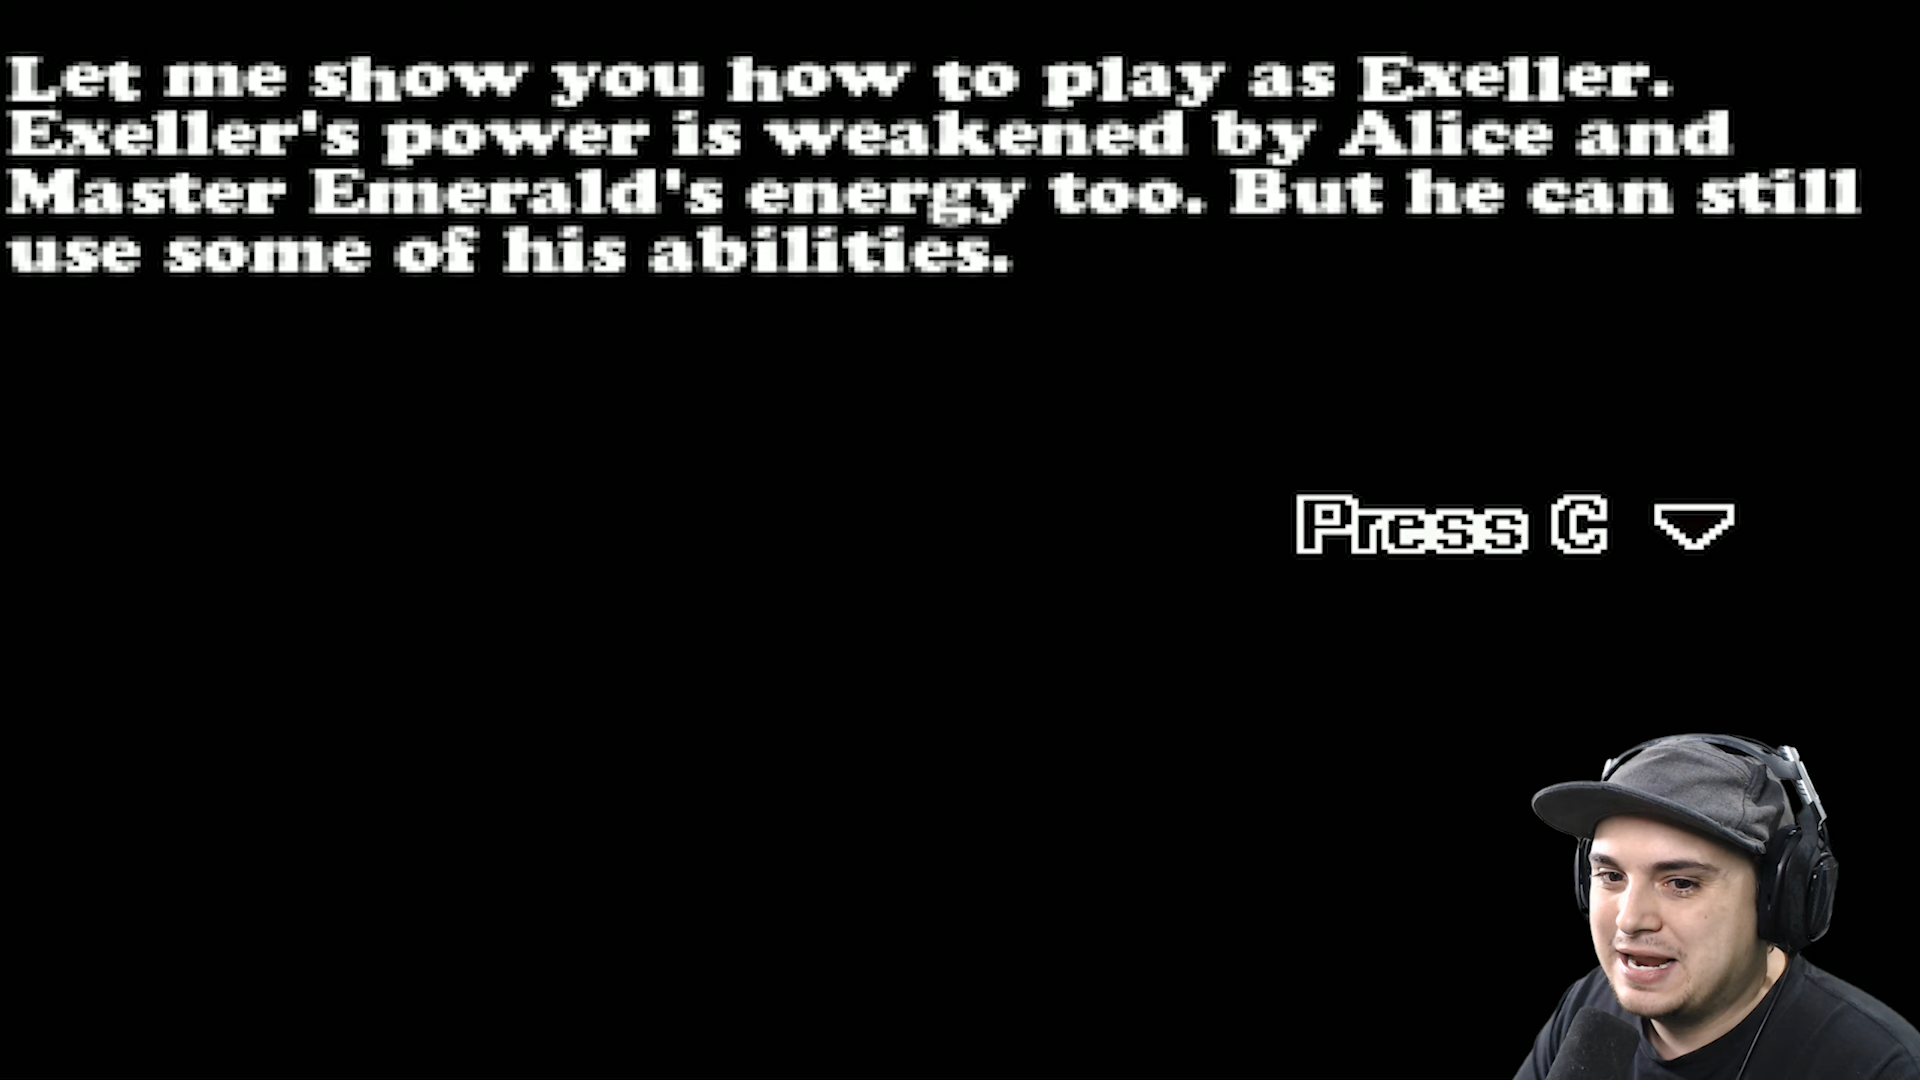 Let me show you how to play as Exeller.
Exeller's power is weakened by Alice and
Master Emerald's energy too. But he can still
use some of his abilities.
Press C